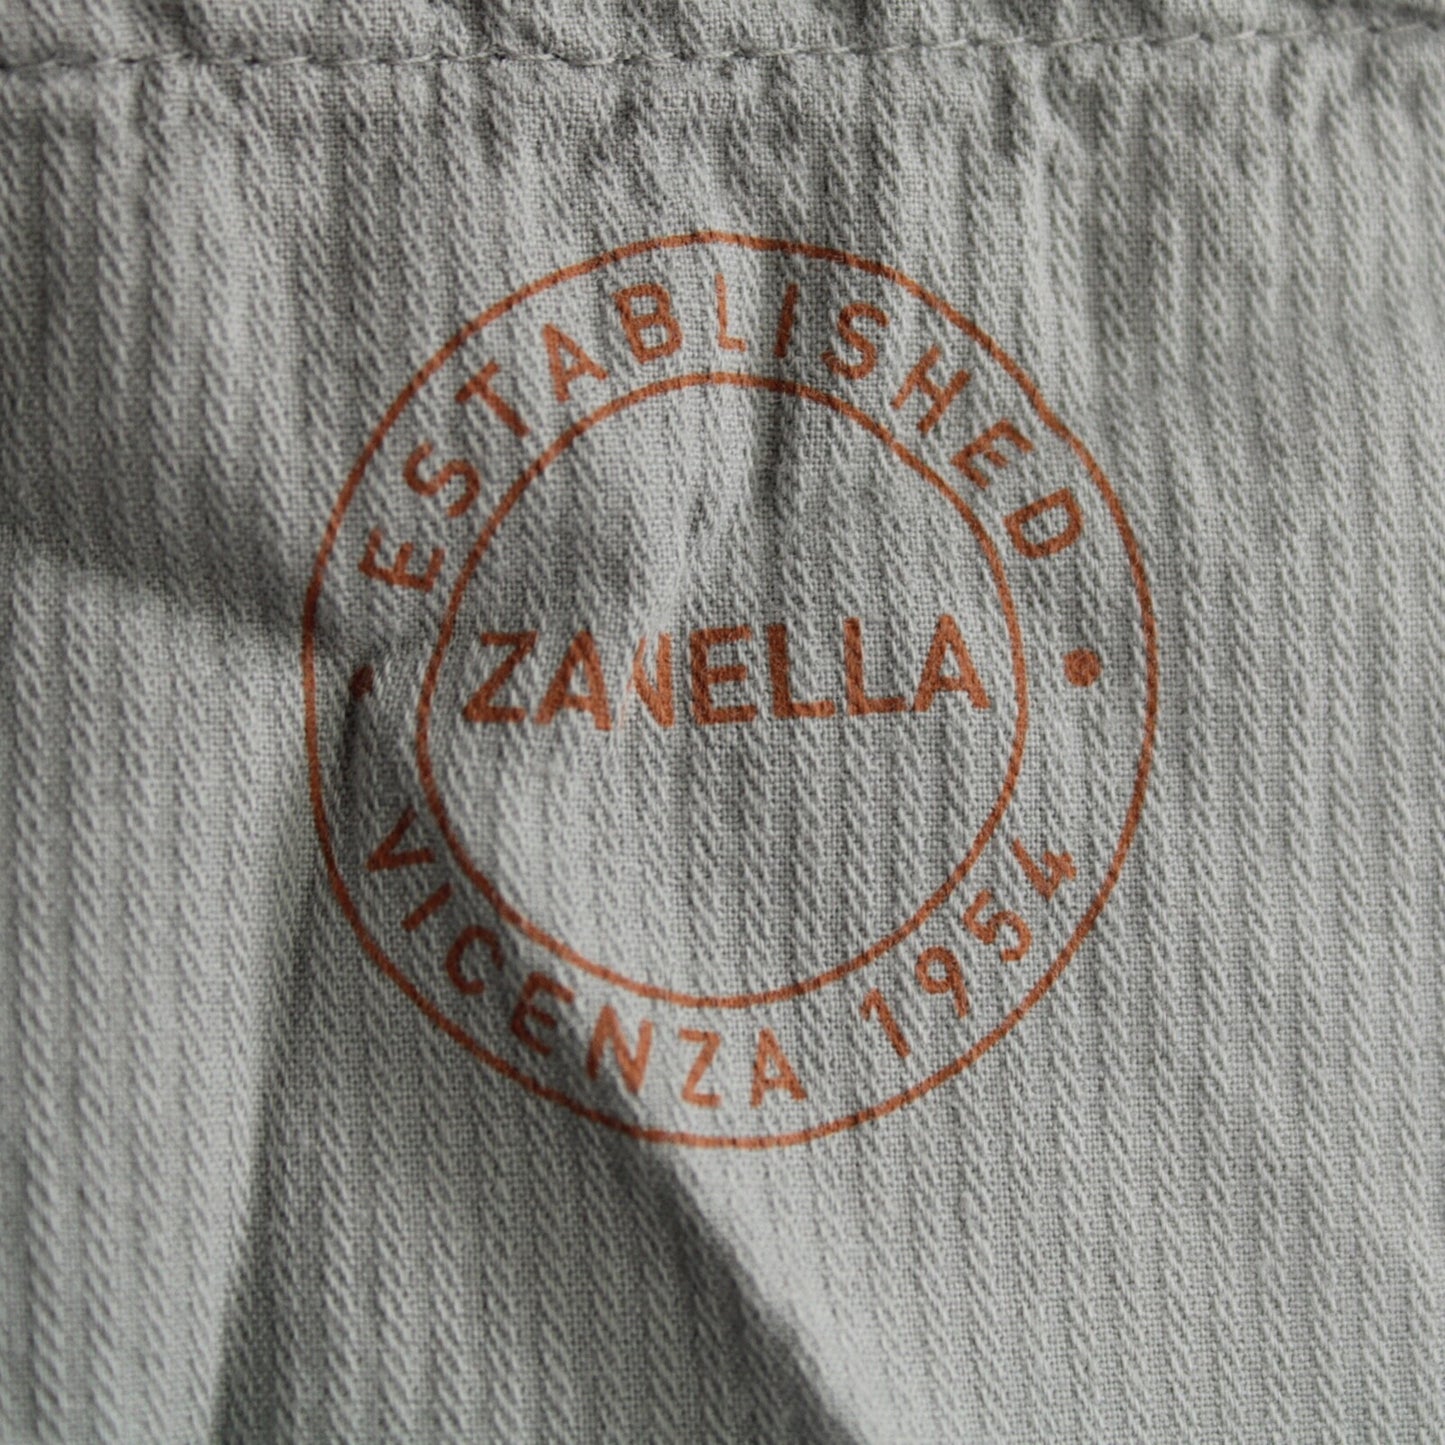 ESTABLISHED
ZANELLA
VICENZA 1954